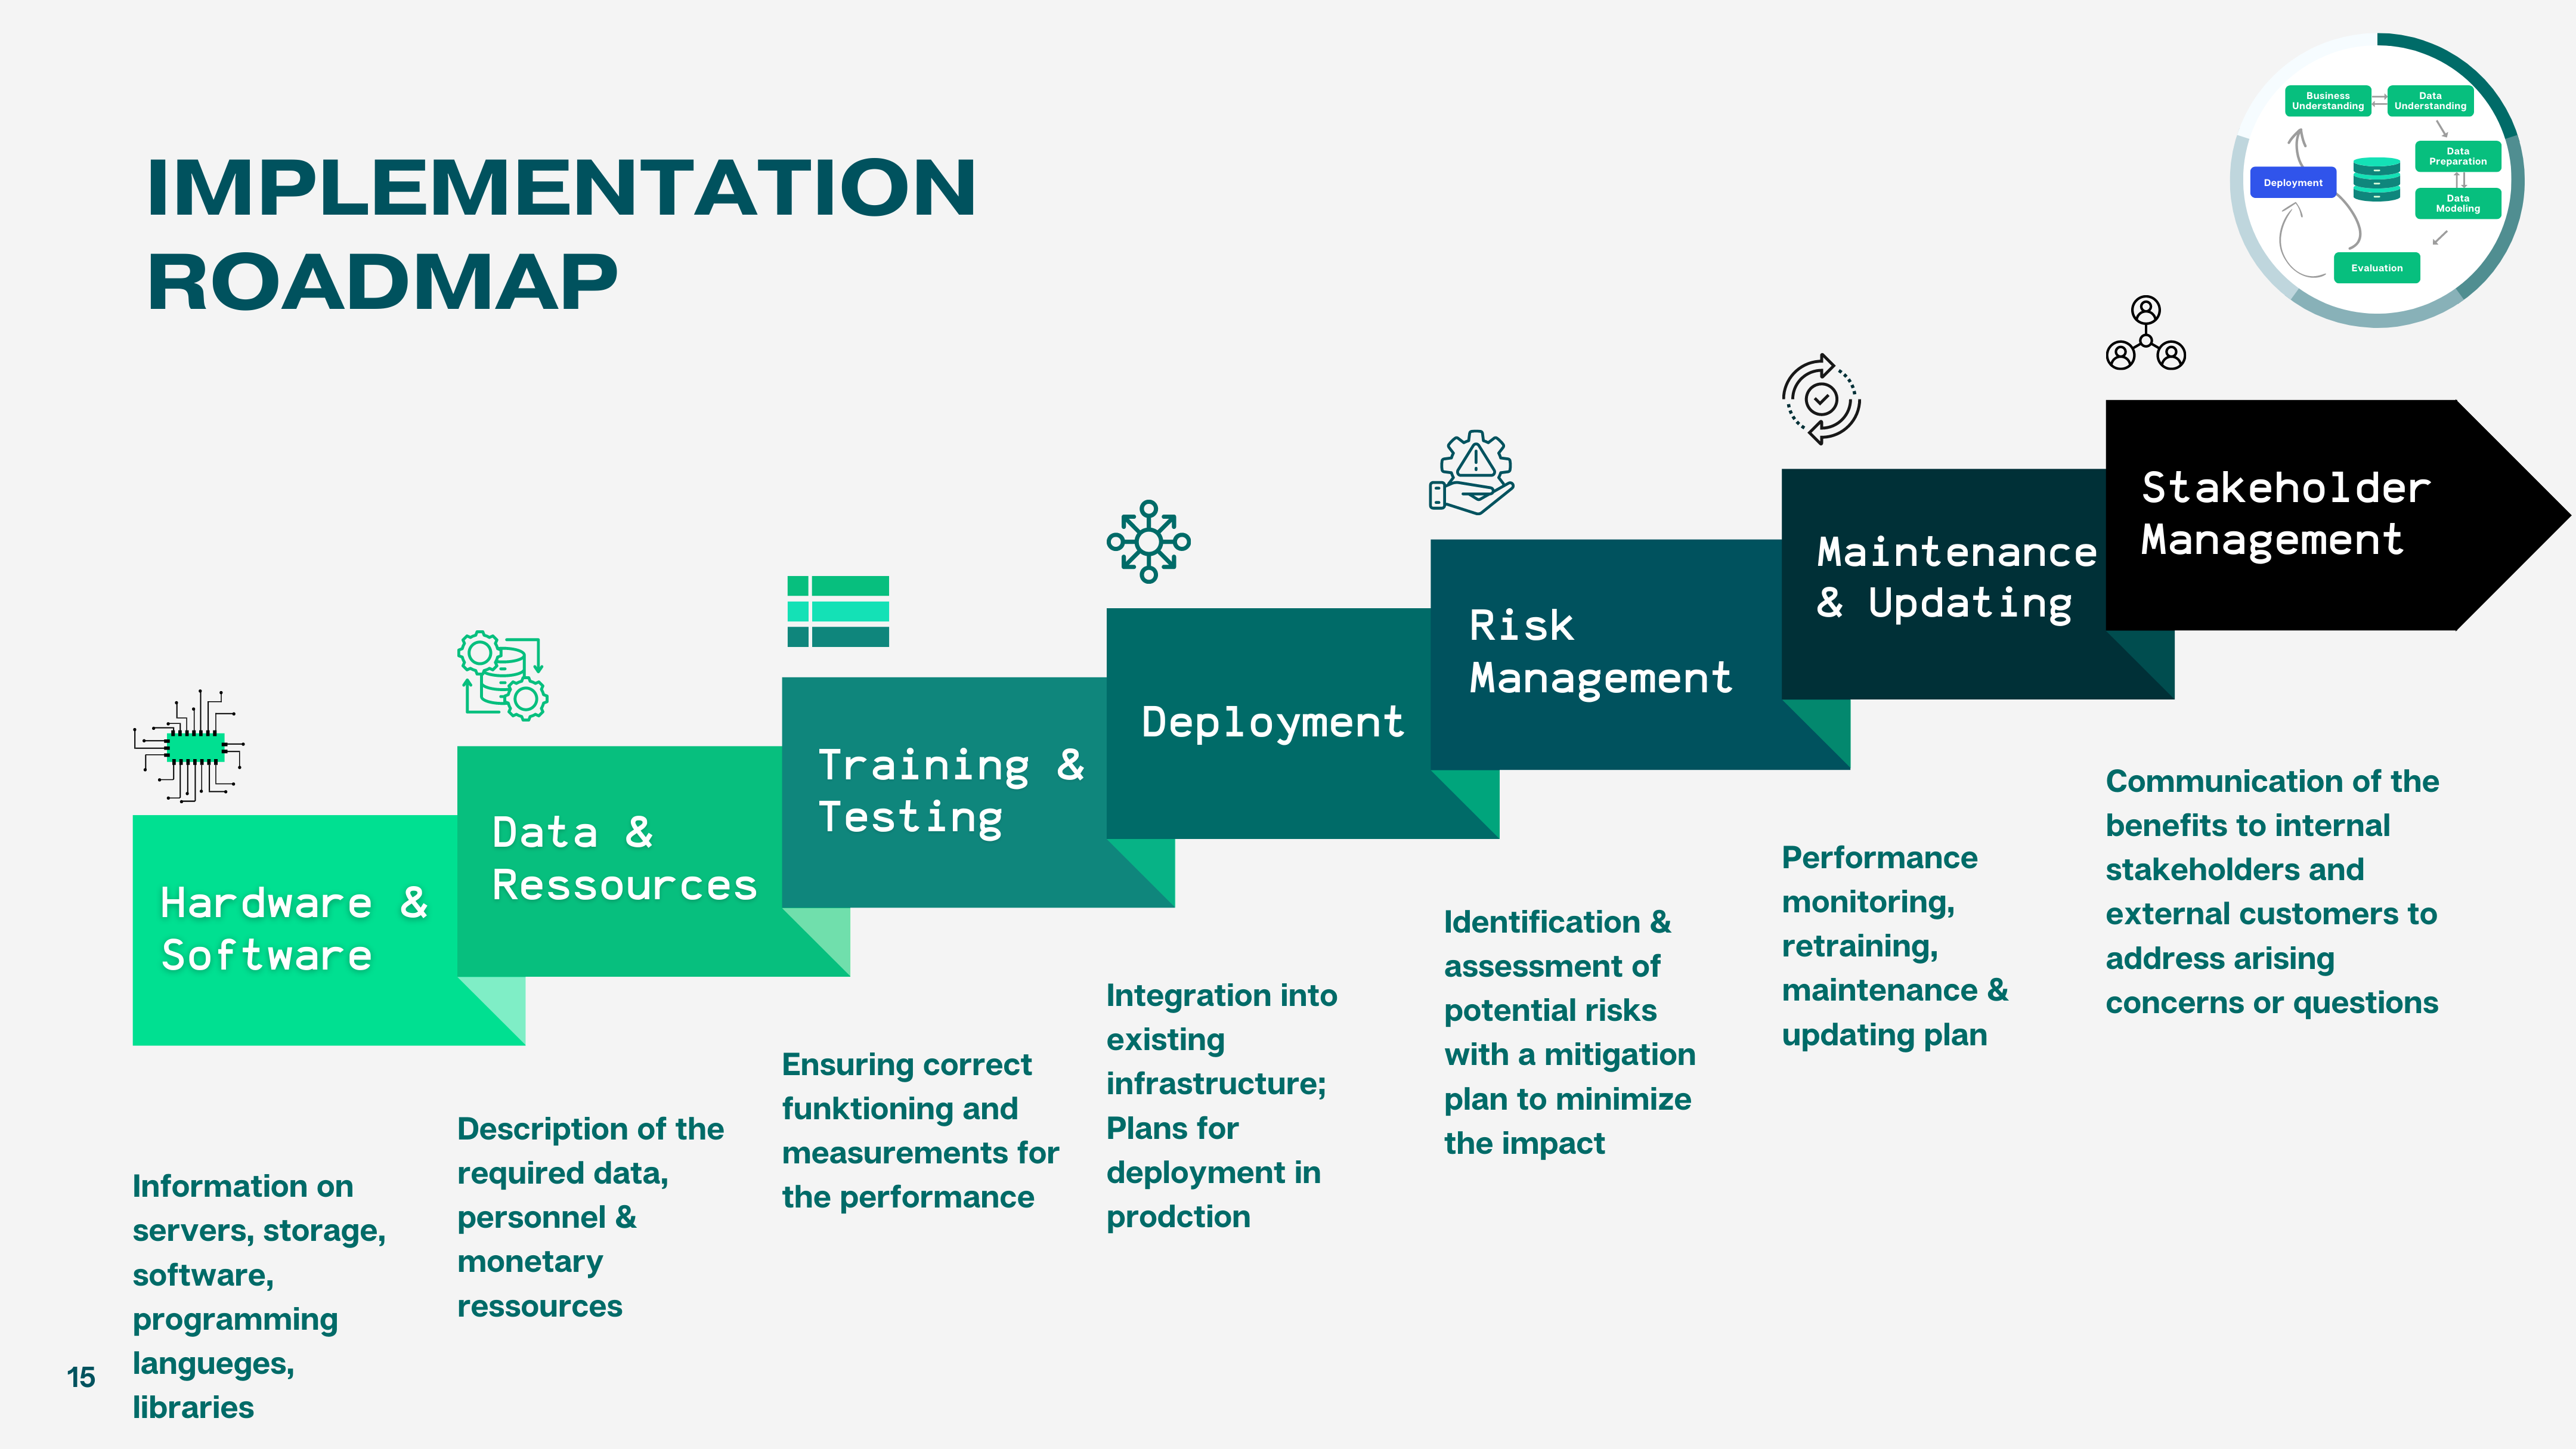 IMPLEMENTATION
ROADMAP
Business
Understanding
Data
Understanding
Data
Preparation
Data
Modeling
Evaluation
Deployment
Hardware &
Software
Information on
servers, storage,
software,
programming
langueges,
libraries
Data &
Ressources
Description of the
required data,
personnel &
monetary
ressources
Training &
Testing
Ensuring correct
funktioning and
measurements for
the performance
Deployment
Integration into
existing
infrastructure;
Plans for
deployment in
prodction
Risk
Management
Identification &
assessment of
potential risks
with a mitigation
plan to minimize
the impact
Maintenance
& Updating
Performance
monitoring,
retraining,
maintenance &
updating plan
Stakeholder
Management
Communication of the
benefits to internal
stakeholders and
external customers to
address arising
concerns or questions
15